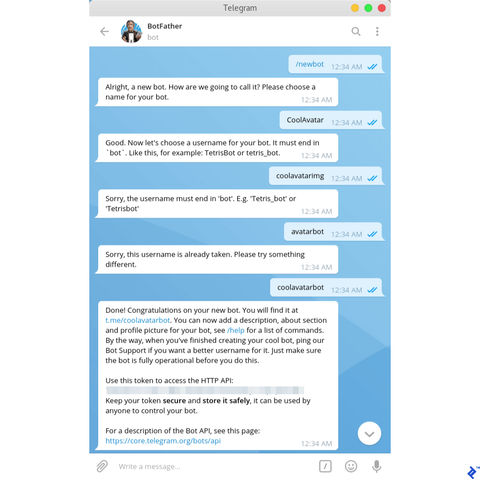 Telegram
BotFather
bot
/newbot 12:34 AM
Alright, a new bot. How are we going to call it? Please choose a
name for your bot.
12:34 AM
CoolAvatar 12:34 AM
Good. Now let's choose a username for your bot. It must end in
`bot`. Like this, for example: TetrisBot or tetris_bot.
12:34 AM
coolavatarimg 12:34 AM
Sorry, the username must end in 'bot'. E.g. 'Tetris_bot' or
'Tetrisbot'
12:34 AM
avatarbot 12:34 AM
Sorry, this username is already taken. Please try something
different.
12:34 AM
coolavatarbot 12:34 AM
Done! Congratulations on your new bot. You will find it at
t.me/coolavatarbot. You can now add a description, about section
and profile picture for your bot, see /help for a list of commands.
By the way, when you've finished creating your cool bot, ping our
Bot Support if you want a better username for it. Just make sure
the bot is fully operational before you do this.
Use this token to access the HTTP API:
Keep your token secure and store it safely, it can be used by
anyone to control your bot.
For a description of the Bot API, see this page:
https://core.telegram.org/bots/api
12:34 AM
Write a message...